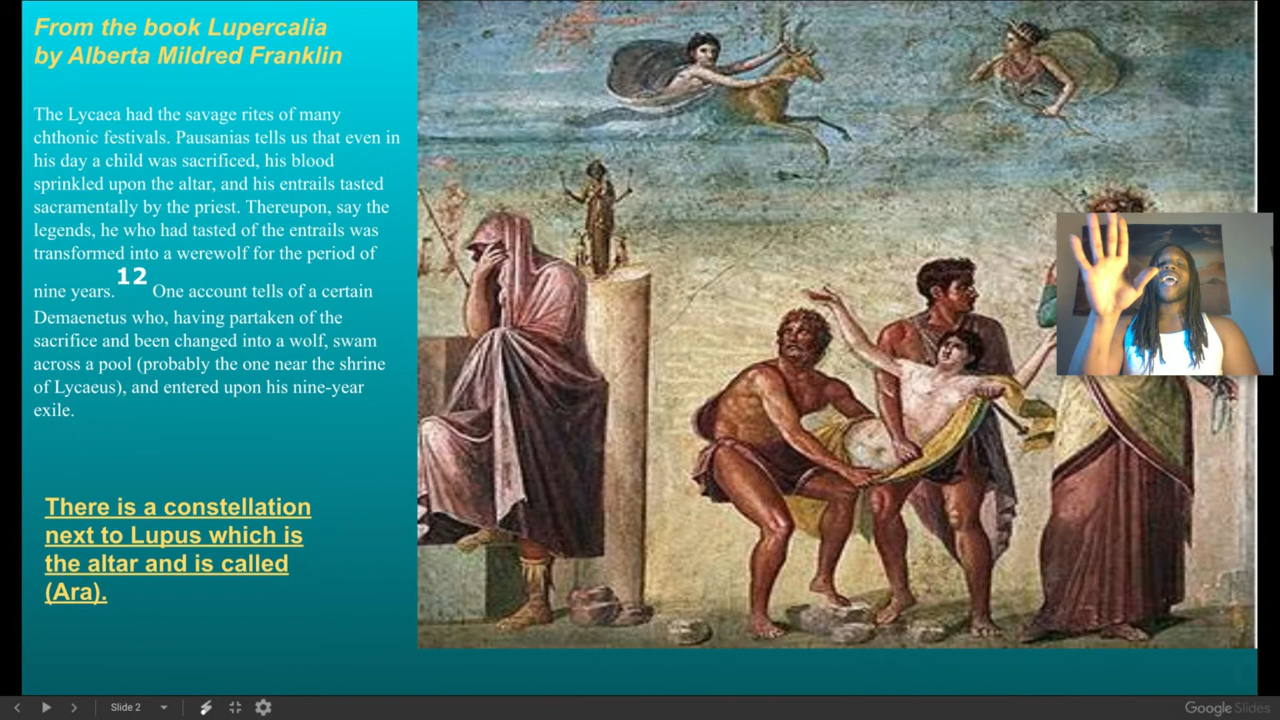 From the book Lupercalia
by Alberta Mildred Franklin
The Lycaea had the savage rites of many
chthonic festivals. Pausanias tells us that even in
his day a child was sacrificed, his blood
sprinkled upon the altar, and his entrails tasted
sacramentally by the priest. Thereupon, say the
legends, he who had tasted of the entrails was
transformed into a werewolf for the period of
nine years.12 One account tells of a certain
Demaenetus who, having partaken of the
sacrifice and been changed into a wolf, swam
across a pool (probably the one near the shrine
of Lycaeus), and entered upon his nine-year
exile.
There is a constellation
next to Lupus which is
the altar and is called
(Ara).
Slide 2
Google Slides